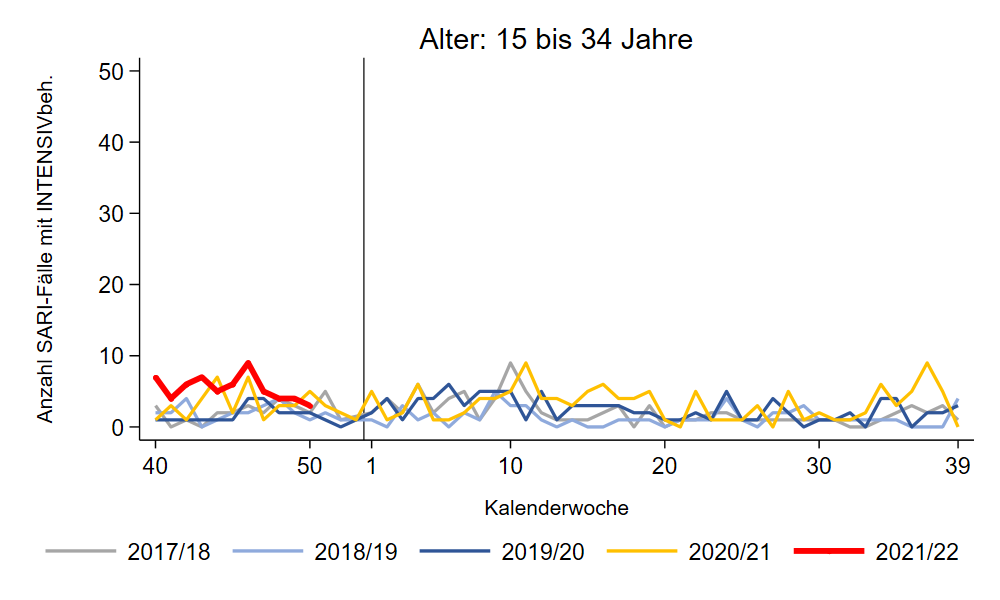 Alter: 15 bis 34 Jahre
Anzahl SARI-Fälle mit INTENSIVbeh.
50
40
30
20
10
0
40 50 1 10 20 30 39
Kalenderwoche
2017/18 2018/19 2019/20 2020/21 2021/22